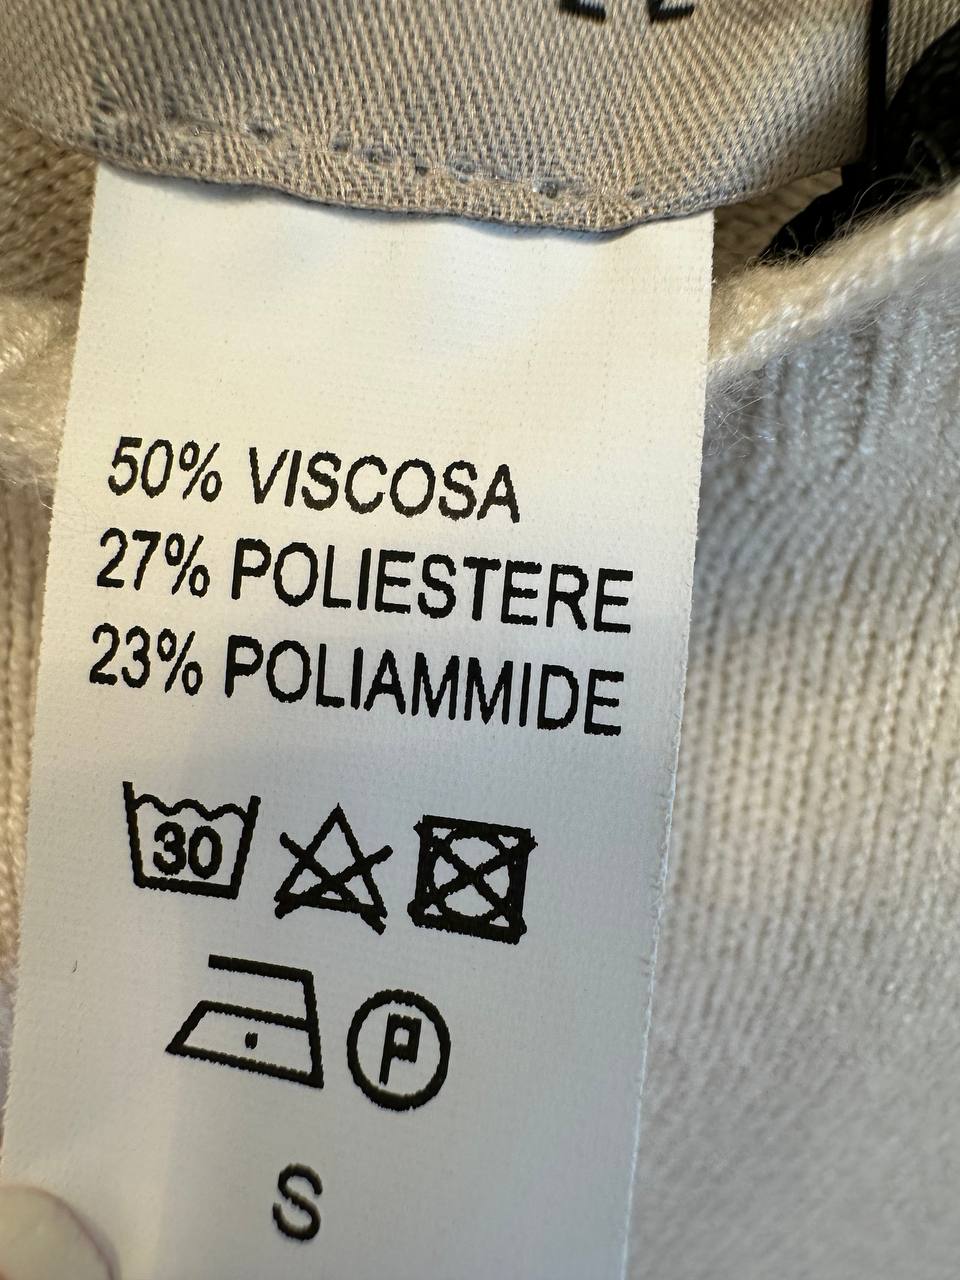 50% VISCOSA
27% POLIESTERE
23% POLIAMMIDE
30
P
S